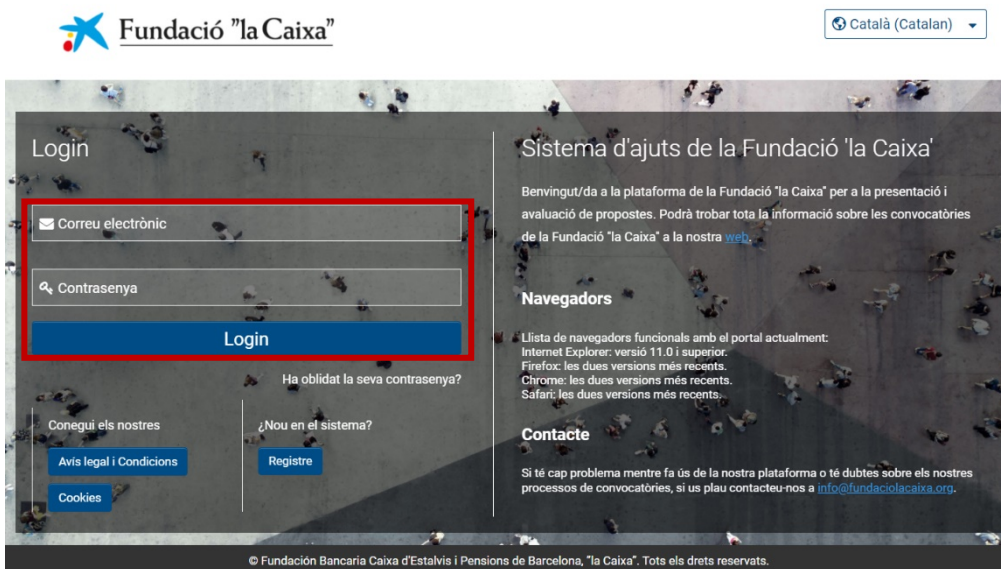 Fundació "la Caixa"
Català (Catalan)
Login
Correu electrònic
Contrasenya
Login
Ha oblidat la seva contrasenya?
Conegui els nostres
Avís legal i Condicions
Cookies
¿Nou en el sistema?
Registre
Sistema d'ajuts de la Fundació 'la Caixa'
Benvingut/da a la plataforma de la Fundació "la Caixa" per a la presentació i
avaluació de propostes. Podrà trobar tota la informació sobre les convocatòries
de la Fundació "la Caixa" a la nostra web.
Navegadors
Llista de navegadors funcionals amb el portal actualment:
Internet Explorer: versió 11.0 i superior.
Firefox: les dues versions més recents.
Chrome: les dues versions més recents.
Safari: les dues versions més recents.
Contacte
Si té cap problema mentre fa ús de la nostra plataforma o té dubtes sobre els nostres
processos de convocatòries, si us plau contacteu-nos a info@fundaciolacaixa.org.
© Fundación Bancaria Caixa d'Estalvis i Pensions de Barcelona, "la Caixa". Tots els drets reservats.